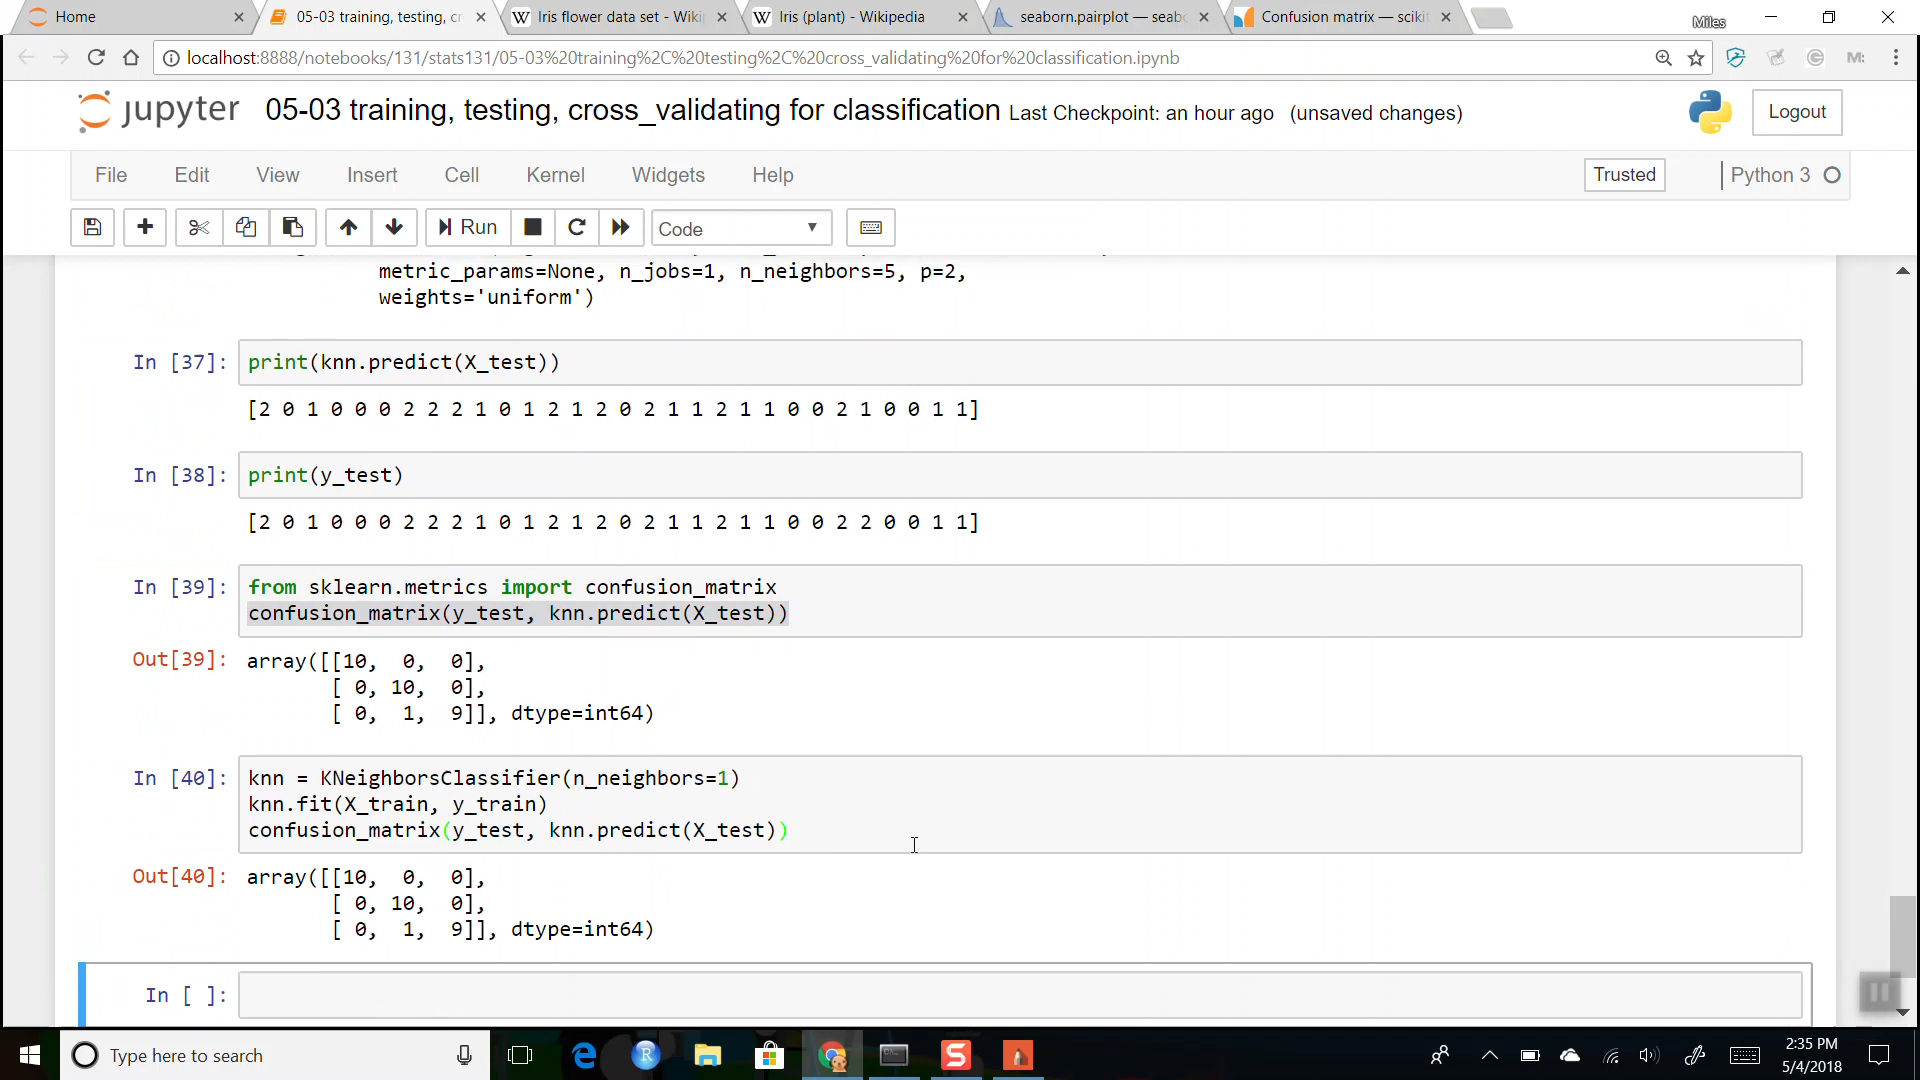 Home
05-03 training, testing, cr
Iris flower data set - Wiki
Iris (plant) - Wikipedia
seaborn.pairplot — seabo
Confusion matrix — scikit
Miles
localhost:8888/notebooks/131/stats131/05-03%20training%2C%20testing%2C%20cross_validating%20for%20classification.ipynb
jupyter 05-03 training, testing, cross_validating for classification Last Checkpoint: an hour ago (unsaved changes)
Logout
File Edit View Insert Cell Kernel Widgets Help
Trusted
Python 3
Run
Code
metric_params=None, n_jobs=1, n_neighbors=5, p=2,
weights='uniform')
In [37]: print(knn.predict(X_test))
[2 0 1 0 0 0 2 2 2 1 0 1 2 1 2 0 2 1 1 2 1 1 0 0 2 1 0 0 1 1]
In [38]: print(y_test)
[2 0 1 0 0 0 2 2 2 1 0 1 2 1 2 0 2 1 1 2 1 1 0 0 2 2 0 0 1 1]
In [39]: from sklearn.metrics import confusion_matrix
confusion_matrix(y_test, knn.predict(X_test))
Out[39]: array([[10, 0, 0],
[ 0, 10, 0],
[ 0, 1, 9]], dtype=int64)
In [40]: knn = KNeighborsClassifier(n_neighbors=1)
knn.fit(X_train, y_train)
confusion_matrix(y_test, knn.predict(X_test))
Out[40]: array([[10, 0, 0],
[ 0, 10, 0],
[ 0, 1, 9]], dtype=int64)
In [ ]:
Type here to search
2:35 PM
5/4/2018